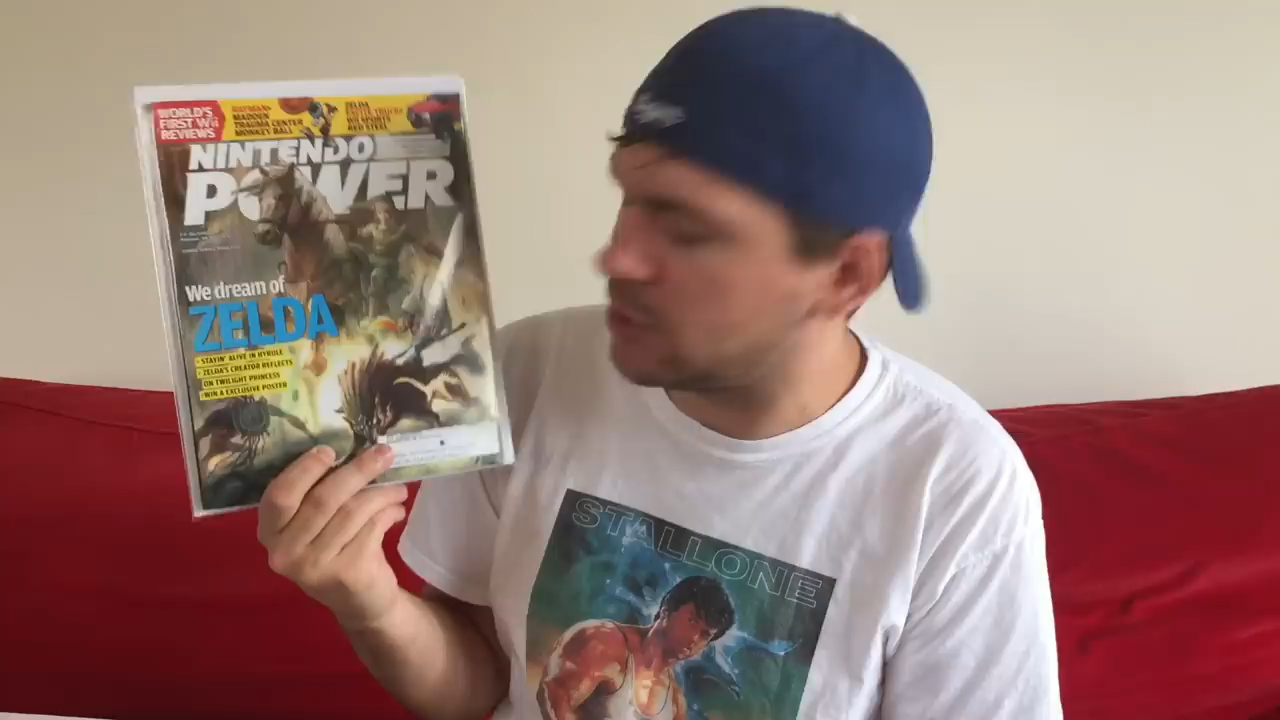 WORLD'S
FIRST Wii
REVIEWS
BATMAN
MADDEN
TRAUMA CENTER
MONKEY BALL
ZELDA
EXCITE TRUCK
WII SPORTS
RED STEEL
NINTENDO
POWER
We dream of
ZELDA
• STAYIN' ALIVE IN HYRULE
• ZELDA'S CREATOR REFLECTS
ON TWILIGHT PRINCESS
• WIN A EXCLUSIVE POSTER
STALLONE